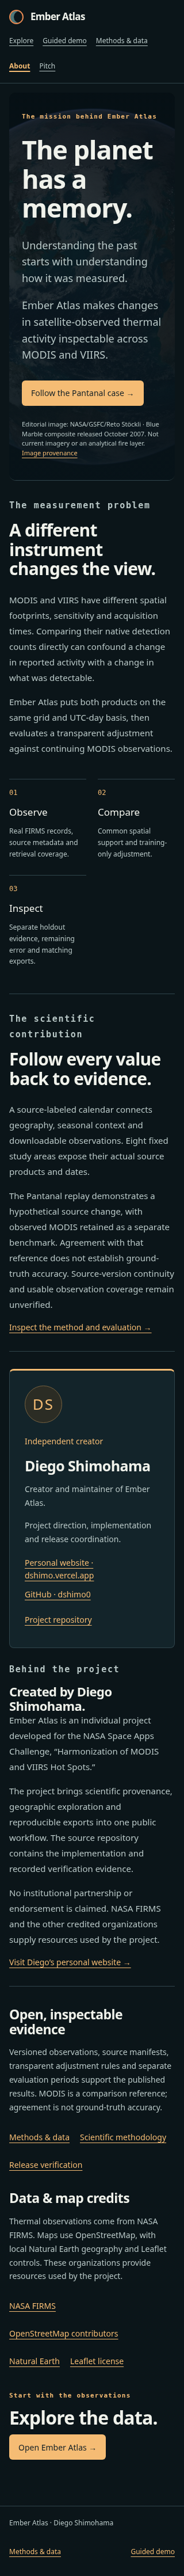 Ember Atlas
Explore Guided demo Methods & data
About Pitch
The mission behind Ember Atlas
The planet
has a
memory.
Understanding the past
starts with understanding
how it was measured.
Ember Atlas makes changes
in satellite-observed thermal
activity inspectable across
MODIS and VIIRS.
Follow the Pantanal case →
Editorial image: NASA/GSFC/Reto Stöckli · Blue
Marble composite released October 2007. Not
current imagery or an analytical fire layer.
Image provenance
The measurement problem
A different
instrument
changes the view.
MODIS and VIIRS have different spatial
footprints, sensitivity and acquisition
times. Comparing their native detection
counts directly can confound a change
in reported activity with a change in
what was detectable.
Ember Atlas puts both products on the
same grid and UTC-day basis, then
evaluates a transparent adjustment
against continuing MODIS observations.
01
Observe
Real FIRMS records,
source metadata and
retrieval coverage.
02
Compare
Common spatial
support and training-
only adjustment.
03
Inspect
Separate holdout
evidence, remaining
error and matching
exports.
The scientific
contribution
Follow every value
back to evidence.
A source-labeled calendar connects
geography, seasonal context and
downloadable observations. Eight fixed
study areas expose their actual source
products and dates.
The Pantanal replay demonstrates a
hypothetical source change, with
observed MODIS retained as a separate
benchmark. Agreement with that
reference does not establish ground-
truth accuracy. Source-version continuity
and usable observation coverage remain
unverified.
Inspect the method and evaluation →
DS
Independent creator
Diego Shimohama
Creator and maintainer of Ember
Atlas.
Project direction, implementation
and release coordination.
Personal website ·
dshimo.vercel.app
GitHub · dshimo0
Project repository
Behind the project
Created by Diego
Shimohama.
Ember Atlas is an individual project
developed for the NASA Space Apps
Challenge, “Harmonization of MODIS
and VIIRS Hot Spots.”
The project brings scientific provenance,
geographic exploration and
reproducible exports into one public
workflow. The source repository
contains the implementation and
recorded verification evidence.
No institutional partnership or
endorsement is claimed. NASA FIRMS
and the other credited organizations
supply resources used by the project.
Visit Diego’s personal website →
Open, inspectable
evidence
Versioned observations, source manifests,
transparent adjustment rules and separate
evaluation periods support the published
results. MODIS is a comparison reference;
agreement is not ground-truth accuracy.
Methods & data Scientific methodology
Release verification
Data & map credits
Thermal observations come from NASA
FIRMS. Maps use OpenStreetMap, with
local Natural Earth geography and Leaflet
controls. These organizations provide
resources used by the project.
NASA FIRMS
OpenStreetMap contributors
Natural Earth Leaflet license
Start with the observations
Explore the data.
Open Ember Atlas →
Ember Atlas · Diego Shimohama
Methods & data Guided demo